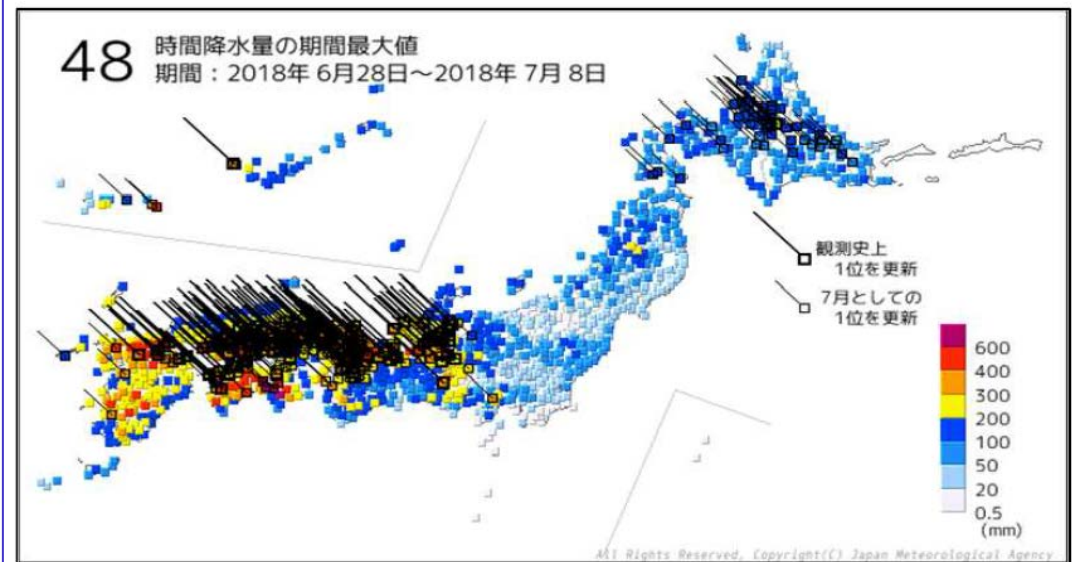 48 時間降水量の期間最大値
期間：2018年 6月28日～2018年 7月 8日
観測史上
1位を更新
7月としての
1位を更新
600
400
300
200
100
50
20
0.5
(mm)
All Rights Reserved, Copyright(C) Japan Meteorological Agency